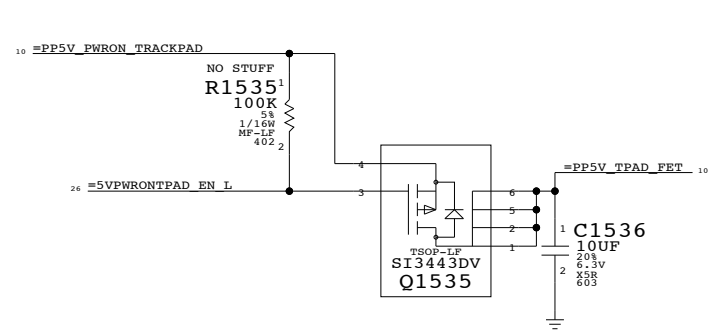 10 =PP5V_PWRON_TRACKPAD
NO STUFF
R1535 1
100K
5%
1/16W
MF-LF
402 2
4
=PP5V_TPAD_FET 10
26 =5VPWRONTPAD_EN_L
3
6
5
2
1
1 C1536
10UF
20%
6.3V
2 X5R
603
TSOP-LF
SI3443DV
Q1535